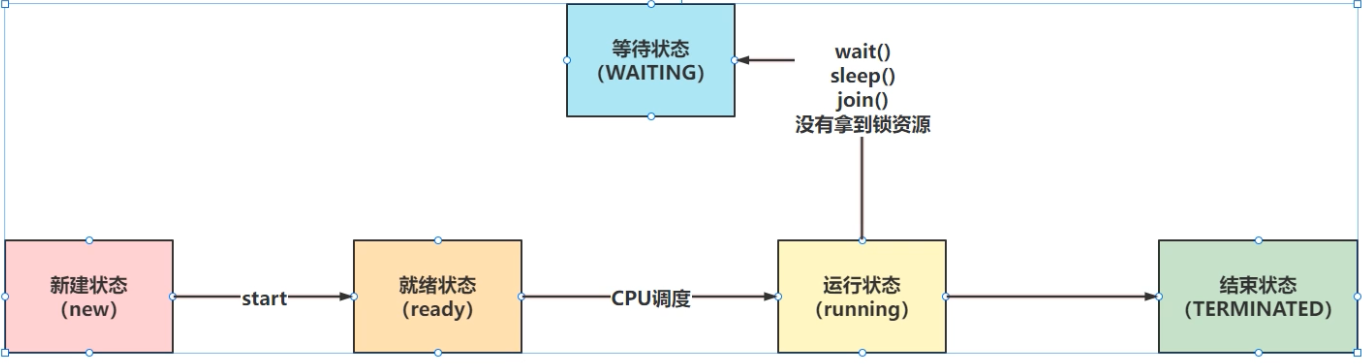 等待状态
（WAITING）
wait()
sleep()
join()
没有拿到锁资源
新建状态
（new）
start
就绪状态
（ready）
CPU调度
运行状态
（running）
结束状态
（TERMINATED）